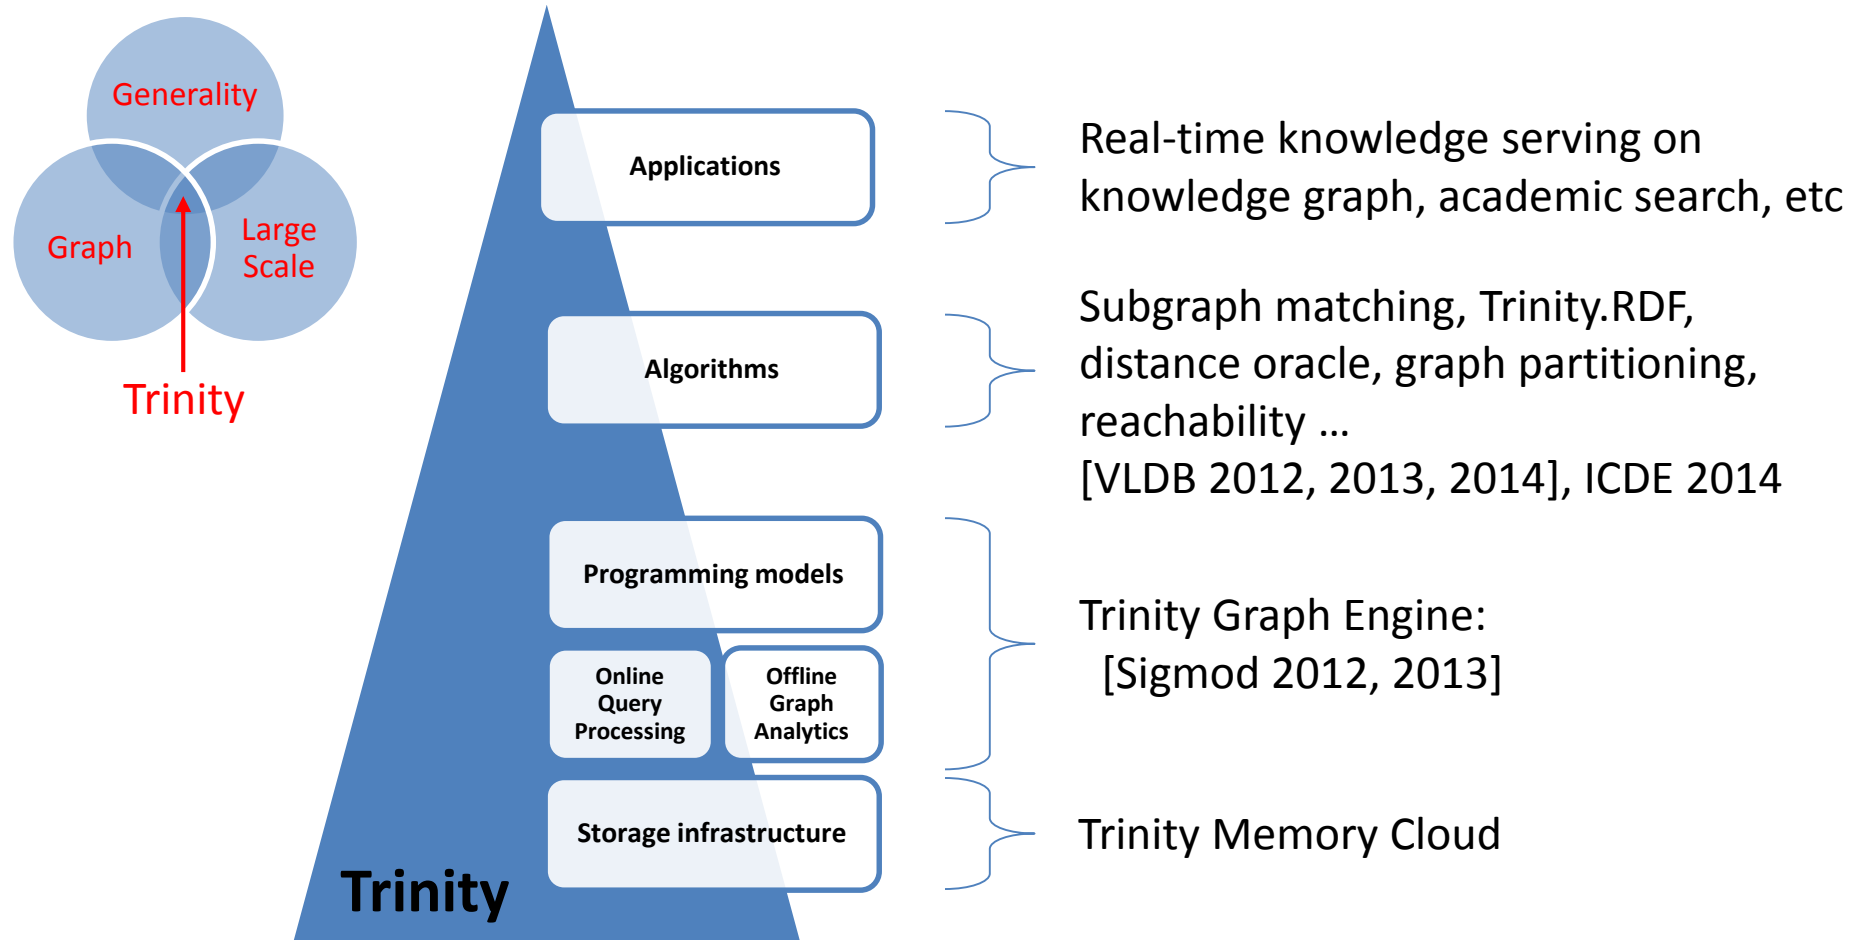 Generality
Graph
Large
Scale
Trinity
Applications
Real-time knowledge serving on
knowledge graph, academic search, etc
Algorithms
Subgraph matching, Trinity.RDF,
distance oracle, graph partitioning,
reachability …
[VLDB 2012, 2013, 2014], ICDE 2014
Programming models
Online
Query
Processing
Offline
Graph
Analytics
Trinity Graph Engine:
[Sigmod 2012, 2013]
Storage infrastructure
Trinity Memory Cloud
Trinity